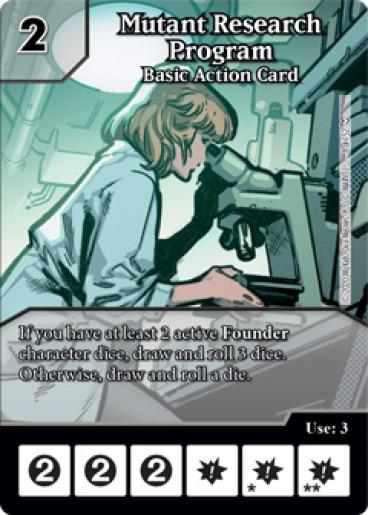 2
Mutant Research
Program
Basic Action Card
If you have at least 2 active Founder
character dice, draw and roll 3 dice.
Otherwise, draw and roll a die.
Use: 3
2 2 2 ! ! !
* **